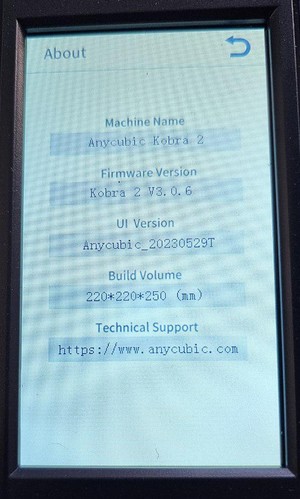 About
Machine Name
Anycubic Kobra 2
Firmware Version
Kobra 2 V3.0.6
UI Version
Anycubic_20230529T
Build Volume
220*220*250 (mm)
Technical Support
https://www.anycubic.com